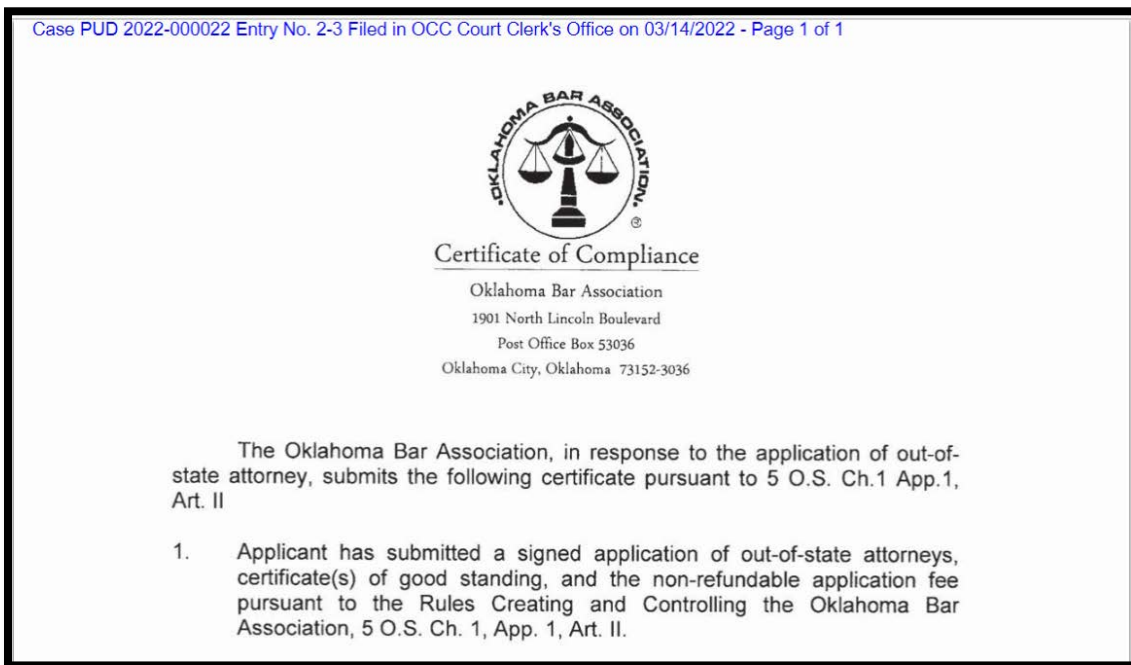 Case PUD 2022-000022 Entry No. 2-3 Filed in OCC Court Clerk's Office on 03/14/2022 - Page 1 of 1
·OKLAHOMA BAR ASSOCIATION·
®
Certificate of Compliance
Oklahoma Bar Association
1901 North Lincoln Boulevard
Post Office Box 53036
Oklahoma City, Oklahoma 73152-3036
The Oklahoma Bar Association, in response to the application of out-of-
state attorney, submits the following certificate pursuant to 5 O.S. Ch.1 App.1,
Art. II
1. Applicant has submitted a signed application of out-of-state attorneys,
certificate(s) of good standing, and the non-refundable application fee
pursuant to the Rules Creating and Controlling the Oklahoma Bar
Association, 5 O.S. Ch. 1, App. 1, Art. II.